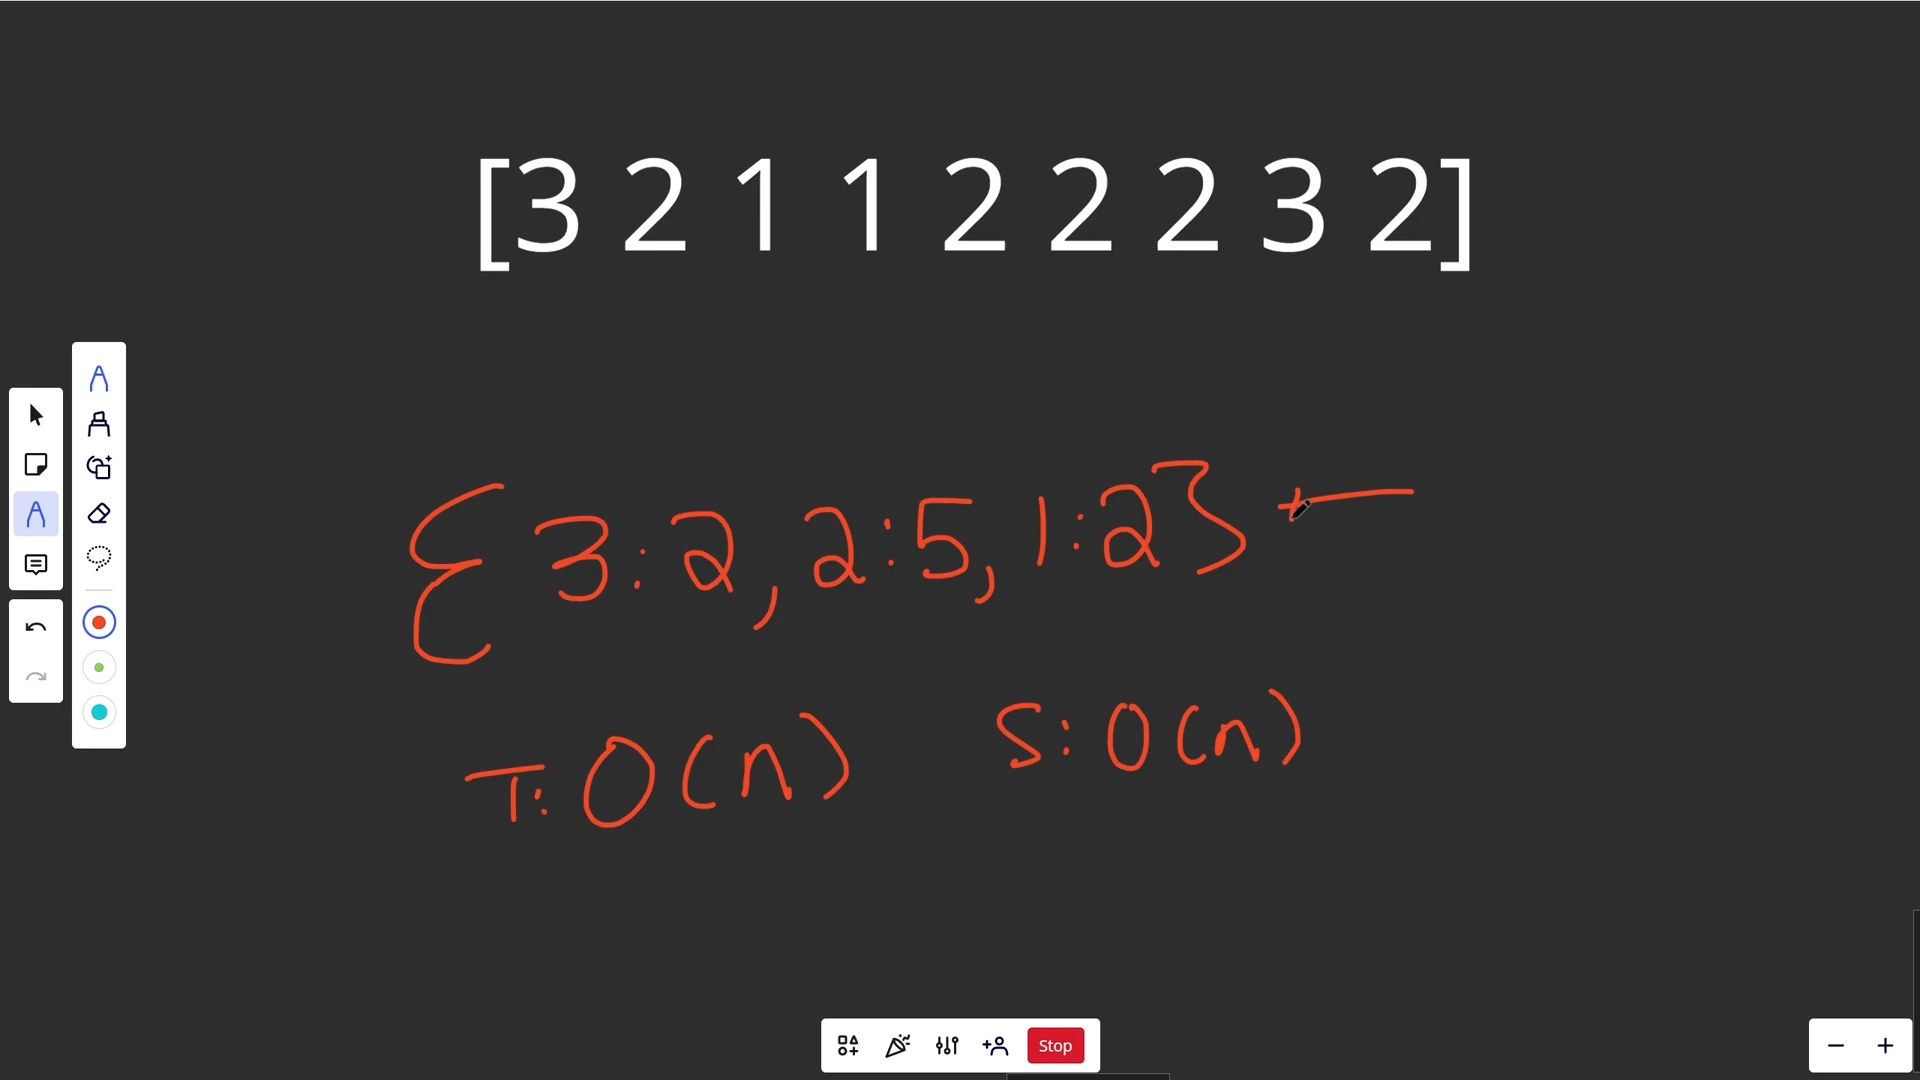 [3 2 1 1 2 2 2 3 2]
{3:2, 2:5, 1:2}
T: O(n) S: O(n)
Stop